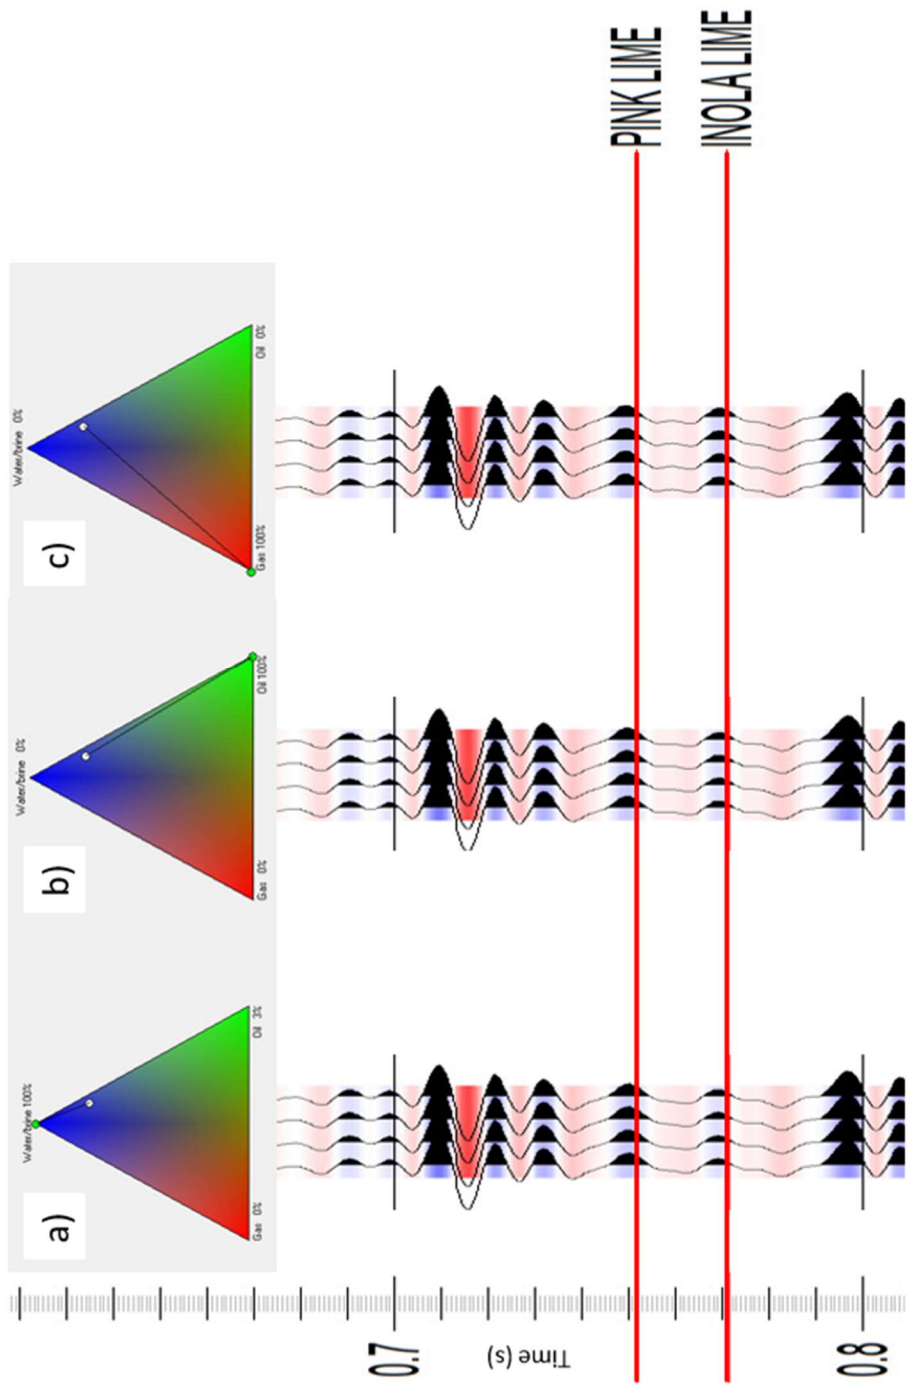 a)
Water/brine 100%
Gas 0%
Oil 3%
b)
Water/brine 0%
Gas 0%
Oil 100%
c)
Water/brine 0%
Gas 100%
Oil 0%
0.7
Time (s)
0.8
PINK LIME
INOLA LIME